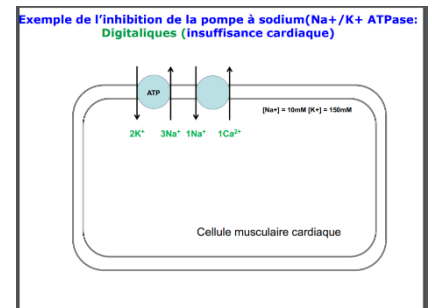 Exemple de l'inhibition de la pompe à sodium(Na+/K+ ATPase:
Digitaliques (insuffisance cardiaque)
ATP
[Na+] = 10mM [K+] = 150mM
2K⁺ 3Na⁺ 1Na⁺ 1Ca²⁺
Cellule musculaire cardiaque